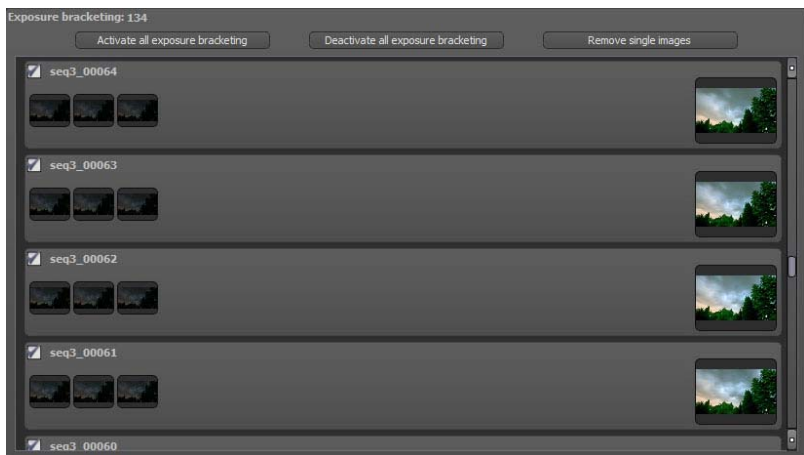 Exposure bracketing: 134
Activate all exposure bracketing Deactivate all exposure bracketing Remove single images
seq3_00064
seq3_00063
seq3_00062
seq3_00061
seq3_00060